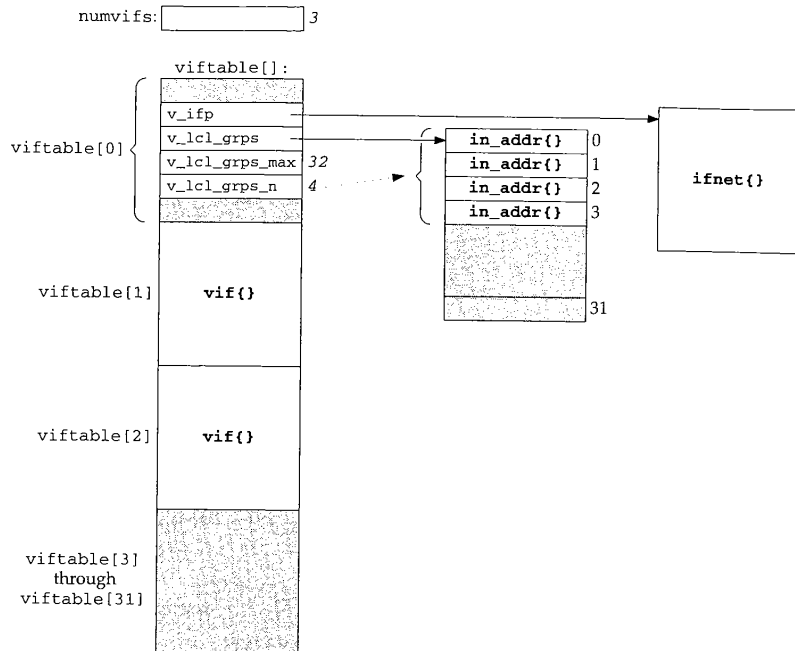 numvifs: 3
viftable[]:
viftable[0]
v_ifp
v_lcl_grps
v_lcl_grps_max 32
v_lcl_grps_n 4
in_addr{} 0
in_addr{} 1
in_addr{} 2
in_addr{} 3
31
ifnet{}
viftable[1] vif{}
viftable[2] vif{}
viftable[3]
through
viftable[31]